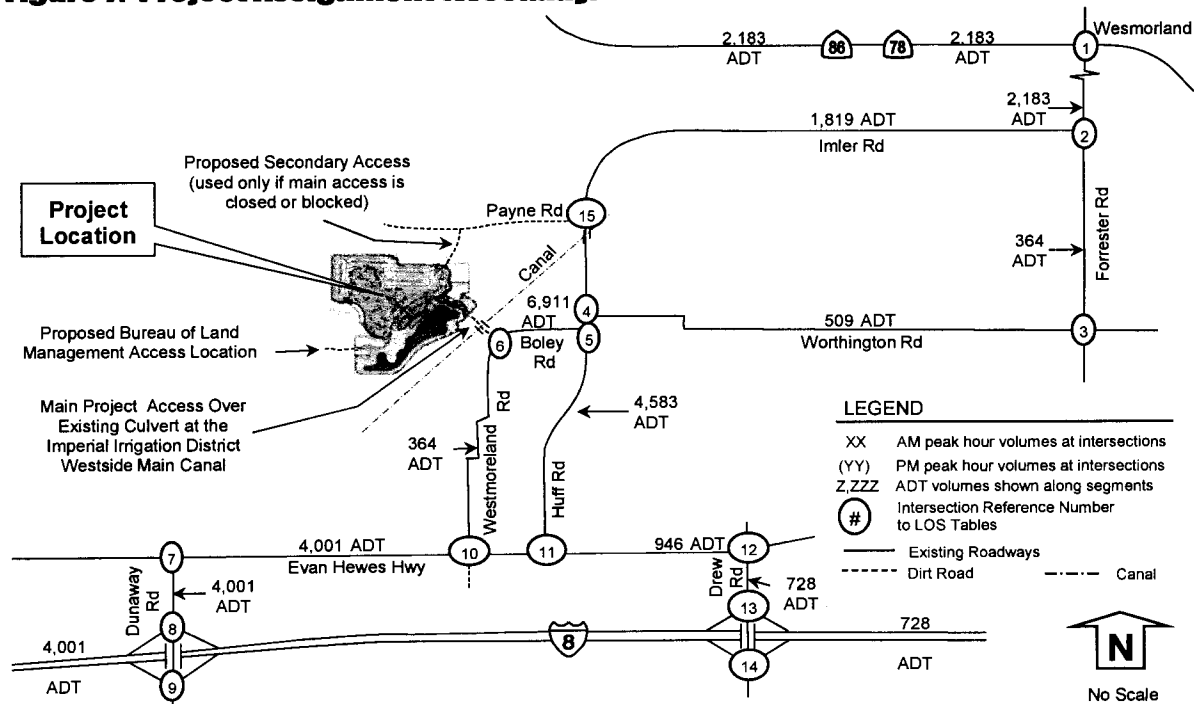 2,183
ADT
86
78
2,183
ADT
1
Wesmorland
2,183
ADT
1,819 ADT
Imler Rd
2
Proposed Secondary Access
(used only if main access is
closed or blocked)
Project
Location
Payne Rd
15
Canal
364
ADT
Forrester Rd
6,911
ADT
Boley
Rd
4
5
6
509 ADT
Worthington Rd
3
Proposed Bureau of Land
Management Access Location
Main Project Access Over
Existing Culvert at the
Imperial Irrigation District
Westside Main Canal
364
ADT
Westmoreland Rd
4,583
ADT
Huff Rd
LEGEND
XX AM peak hour volumes at intersections
(YY) PM peak hour volumes at intersections
Z,ZZZ ADT volumes shown along segments
# Intersection Reference Number
to LOS Tables
Existing Roadways
Dirt Road
Canal
7
4,001 ADT
Evan Hewes Hwy
10
11
946 ADT
12
Dunaway
Rd
4,001
ADT
Drew
Rd
728
ADT
8
13
4,001
ADT
8
728
ADT
9
14
N
No Scale